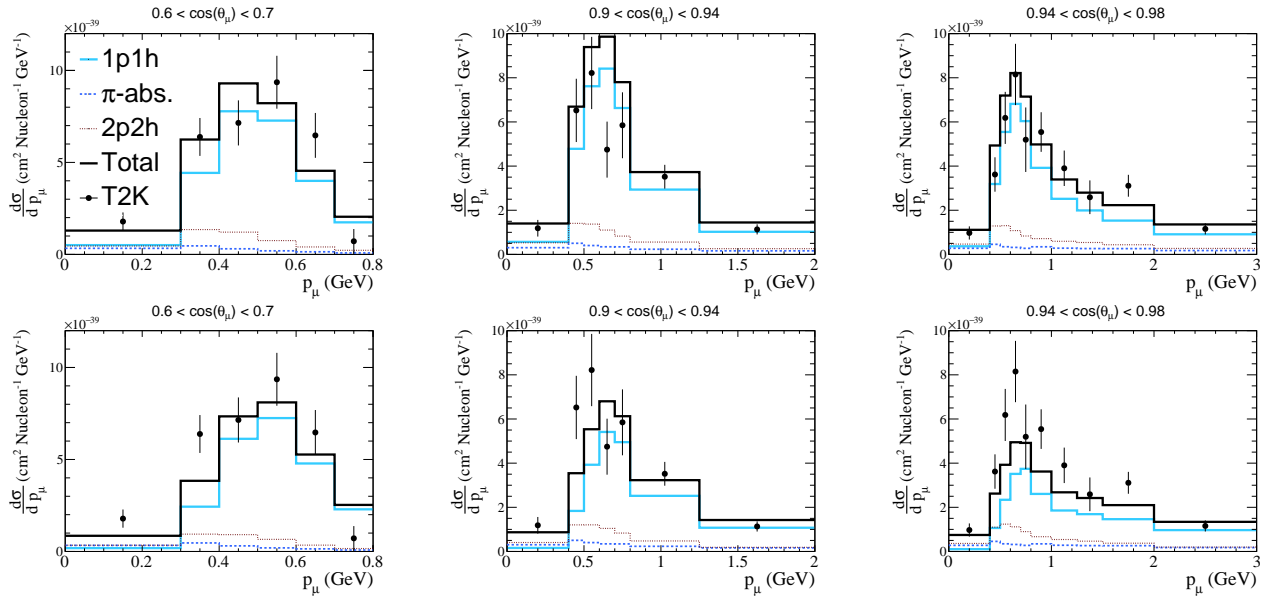 0.6 < cos(θμ) < 0.7
×10⁻³⁹
dσ/d pμ (cm² Nucleon⁻¹ GeV⁻¹)
10
5
0
1p1h
π-abs.
2p2h
Total
T2K
0 0.2 0.4 0.6 0.8
pμ (GeV)
0.9 < cos(θμ) < 0.94
×10⁻³⁹
dσ/d pμ (cm² Nucleon⁻¹ GeV⁻¹)
10
8
6
4
2
0
0 0.5 1 1.5 2
pμ (GeV)
0.94 < cos(θμ) < 0.98
×10⁻³⁹
dσ/d pμ (cm² Nucleon⁻¹ GeV⁻¹)
10
8
6
4
2
0
0 1 2 3
pμ (GeV)
0.6 < cos(θμ) < 0.7
×10⁻³⁹
dσ/d pμ (cm² Nucleon⁻¹ GeV⁻¹)
10
5
0
0 0.2 0.4 0.6 0.8
pμ (GeV)
0.9 < cos(θμ) < 0.94
×10⁻³⁹
dσ/d pμ (cm² Nucleon⁻¹ GeV⁻¹)
10
8
6
4
2
0
0 0.5 1 1.5 2
pμ (GeV)
0.94 < cos(θμ) < 0.98
×10⁻³⁹
dσ/d pμ (cm² Nucleon⁻¹ GeV⁻¹)
10
8
6
4
2
0
0 1 2 3
pμ (GeV)